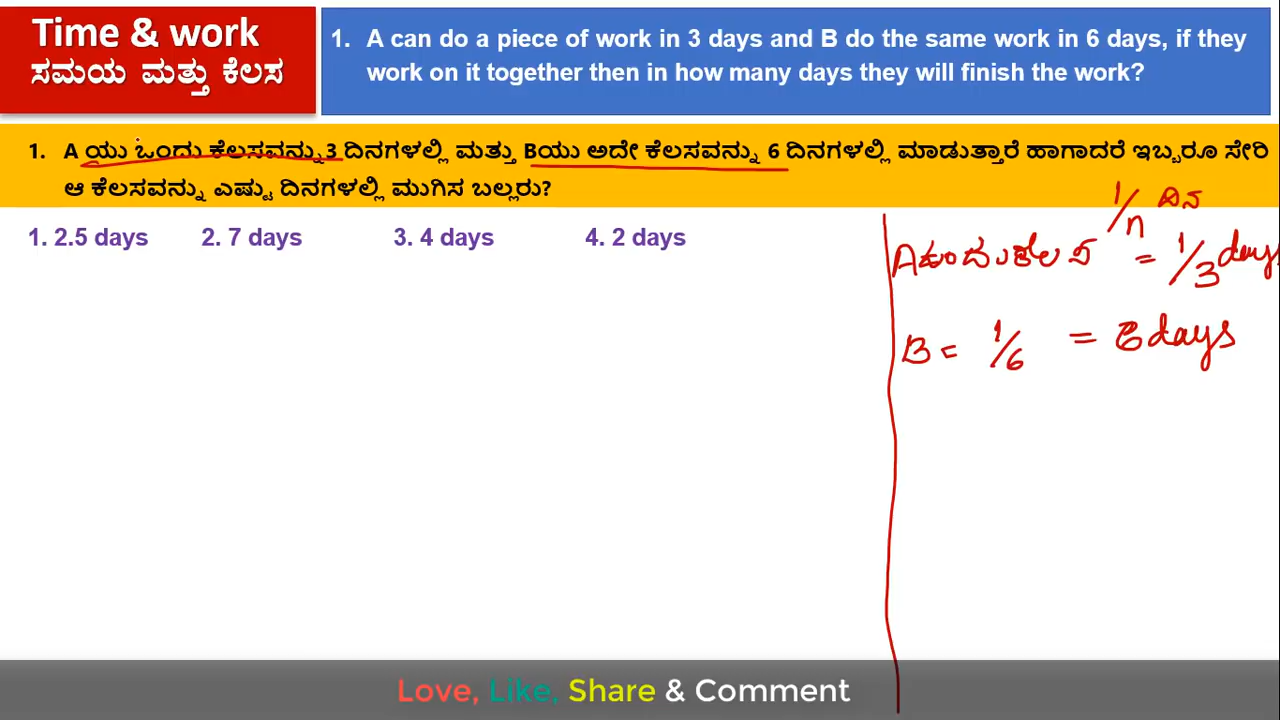 Time & work
ಸಮಯ ಮತ್ತು ಕೆಲಸ
1. A can do a piece of work in 3 days and B do the same work in 6 days, if they
work on it together then in how many days they will finish the work?
1. A ಯು ಒಂದು ಕೆಲಸವನ್ನು 3 ದಿನಗಳಲ್ಲಿ ಮತ್ತು Bಯು ಅದೇ ಕೆಲಸವನ್ನು 6 ದಿನಗಳಲ್ಲಿ ಮಾಡುತ್ತಾರೆ ಹಾಗಾದರೆ ಇಬ್ಬರೂ ಸೇರಿ
ಆ ಕೆಲಸವನ್ನು ಎಷ್ಟು ದಿನಗಳಲ್ಲಿ ಮುಗಿಸ ಬಲ್ಲರು?
1. 2.5 days 2. 7 days 3. 4 days 4. 2 days
1/n ದಿನ
A = 1/3 days
B = 1/6 = 6 days
Love, Like, Share & Comment